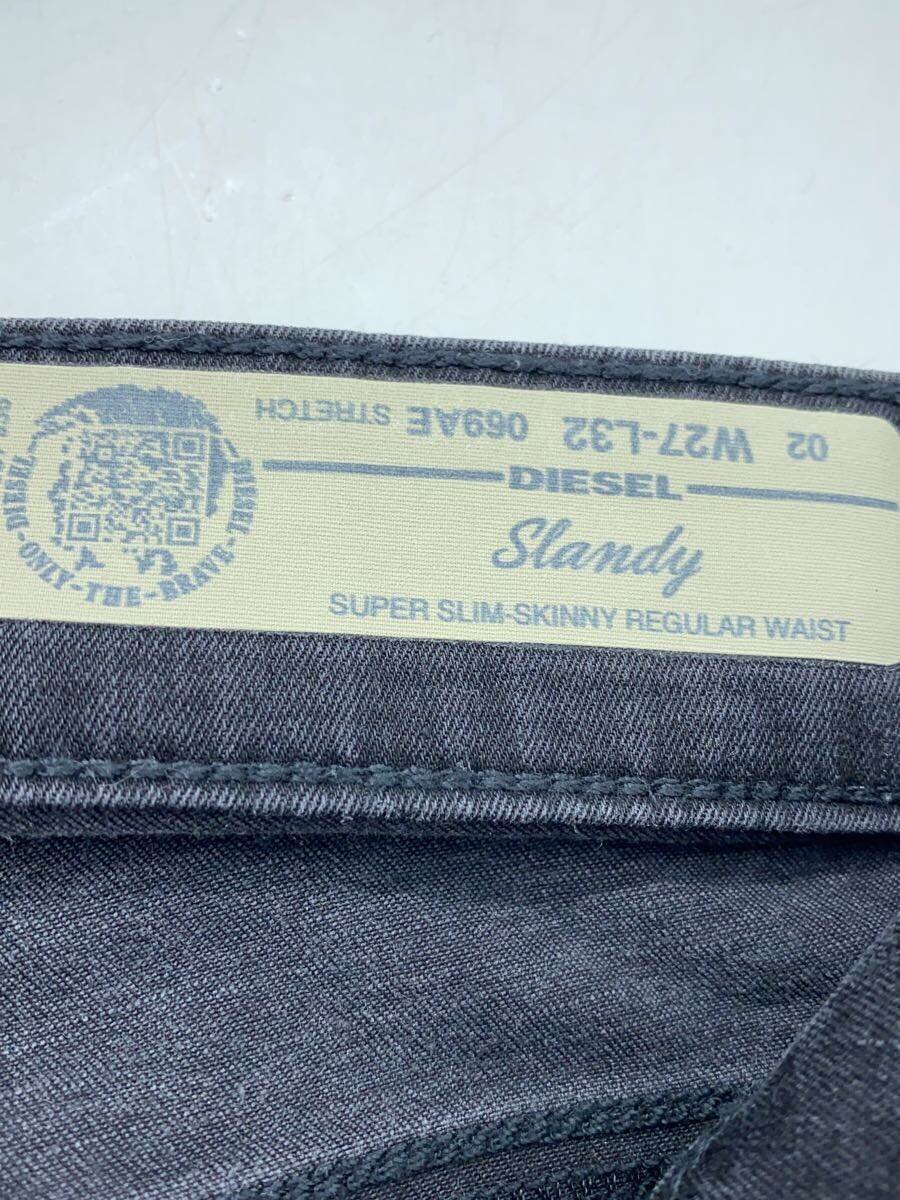 02 W27-L32 069AE STRETCH
DIESEL
Slandy
SUPER SLIM-SKINNY REGULAR WAIST
DIESEL-ONLY-THE-BRAVE-DIESEL